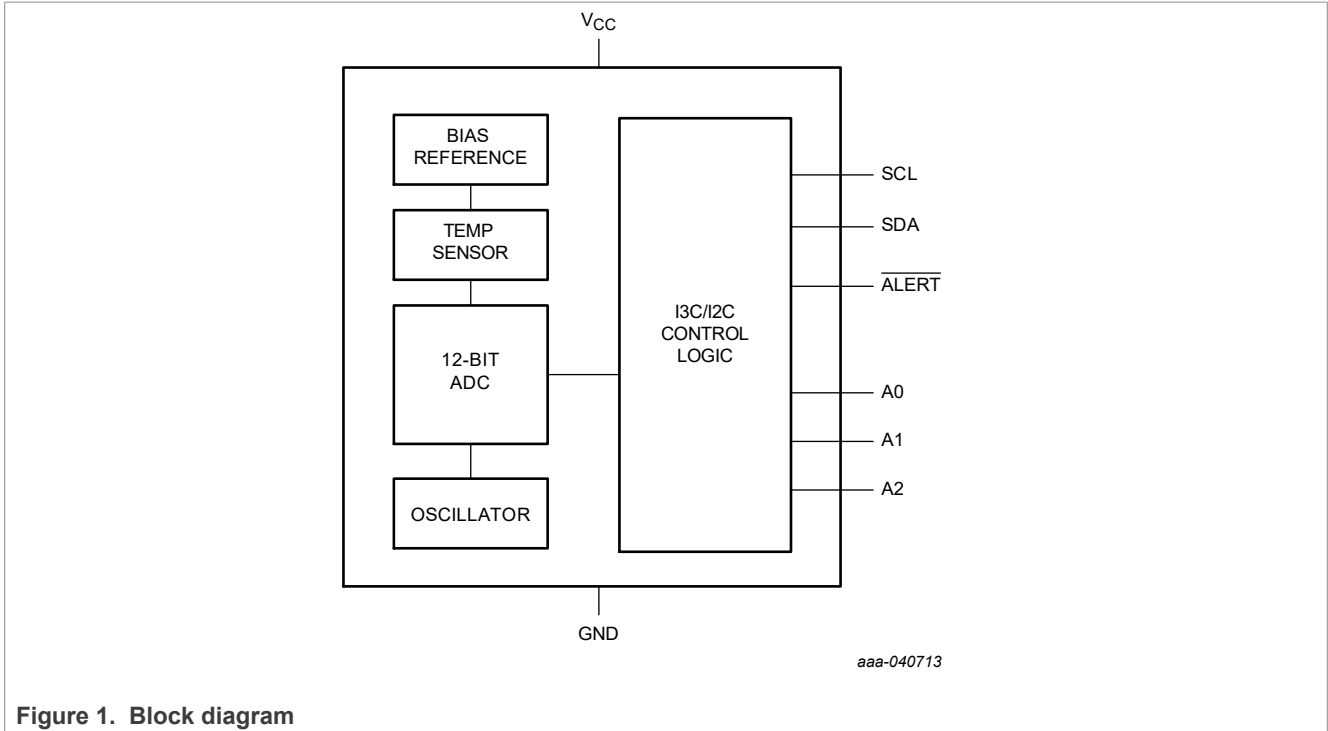 VCC
BIAS
REFERENCE
TEMP
SENSOR
12-BIT
ADC
OSCILLATOR
I3C/I2C
CONTROL
LOGIC
SCL
SDA
ALERT
A0
A1
A2
GND
aaa-040713
Figure 1. Block diagram